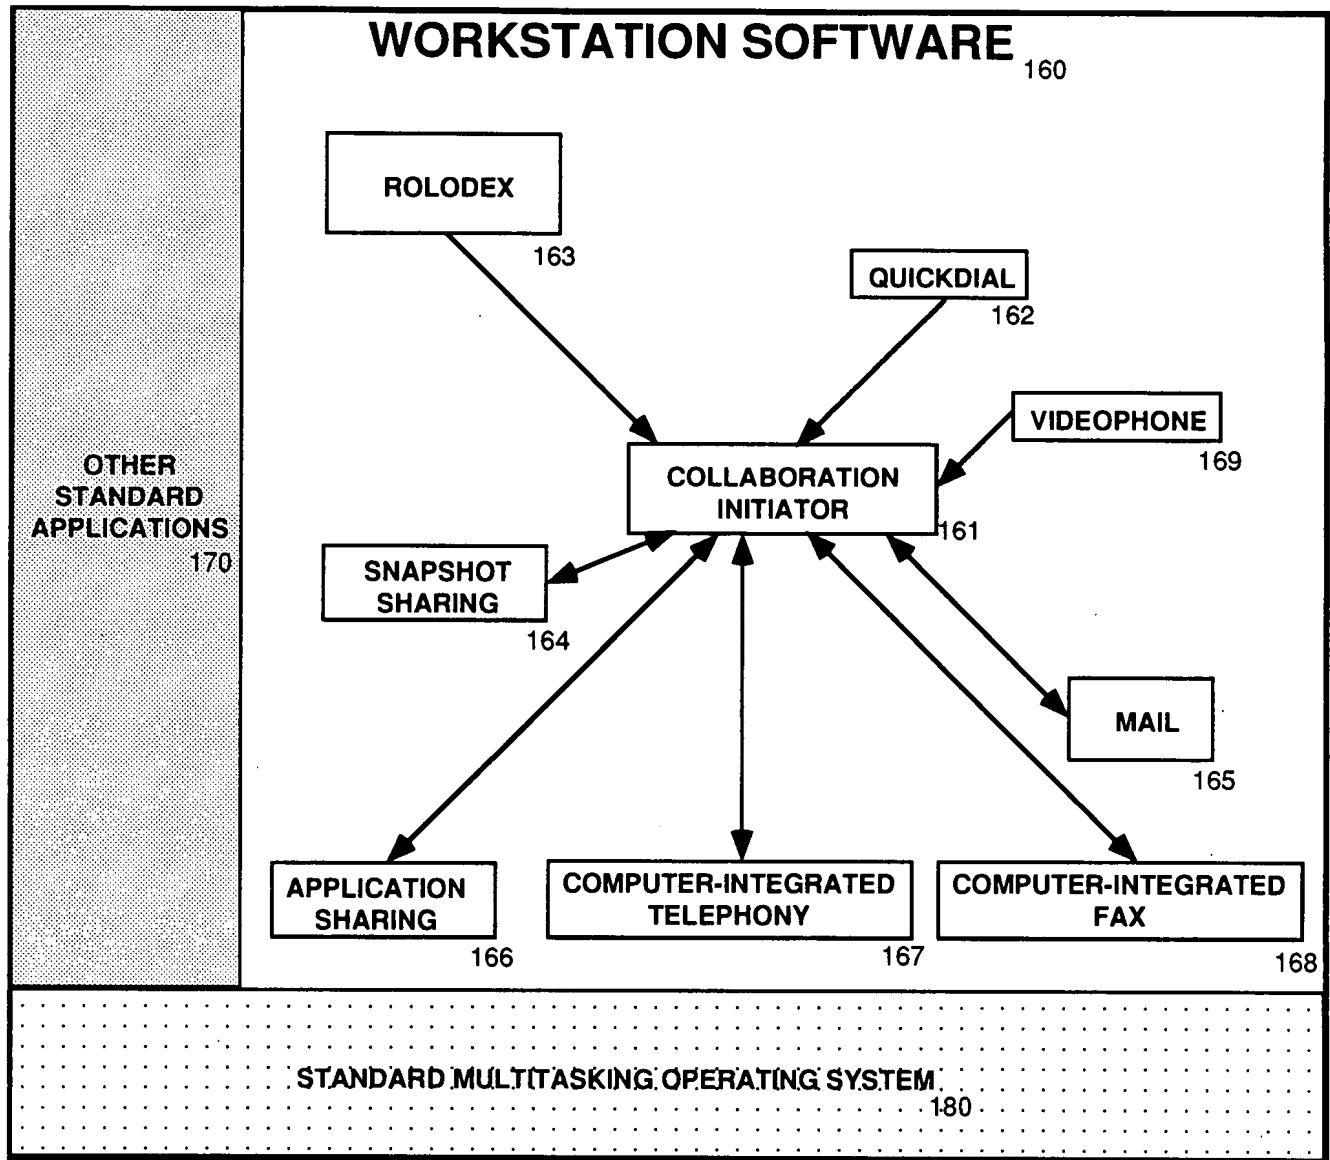 WORKSTATION SOFTWARE
160
ROLODEX
163
QUICKDIAL
162
VIDEOPHONE
169
COLLABORATION
INITIATOR
161
OTHER
STANDARD
APPLICATIONS
170
SNAPSHOT
SHARING
164
MAIL
165
APPLICATION
SHARING
166
COMPUTER-INTEGRATED
TELEPHONY
167
COMPUTER-INTEGRATED
FAX
168
STANDARD MULTITASKING OPERATING SYSTEM
180